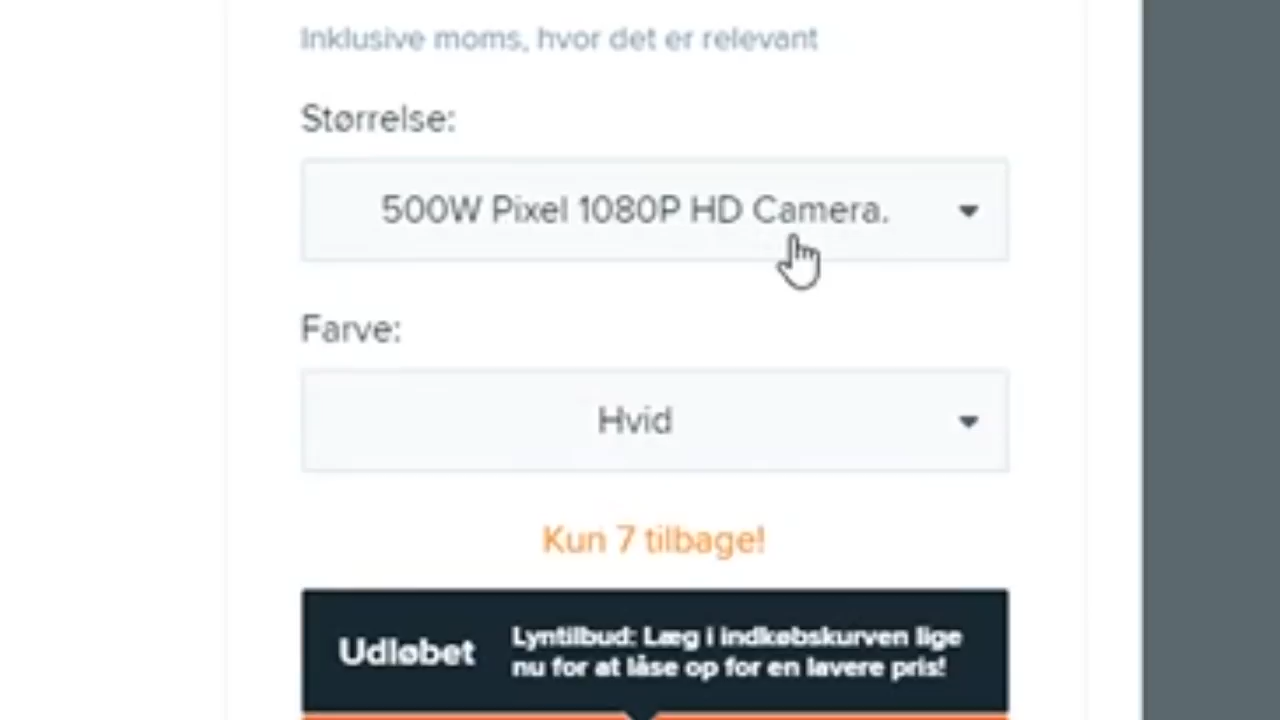 Inklusive moms, hvor det er relevant
Størrelse:
500W Pixel 1080P HD Camera.
Farve:
Hvid
Kun 7 tilbage!
Udløbet
Lyntilbud: Læg i indkøbskurven lige
nu for at låse op for en lavere pris!